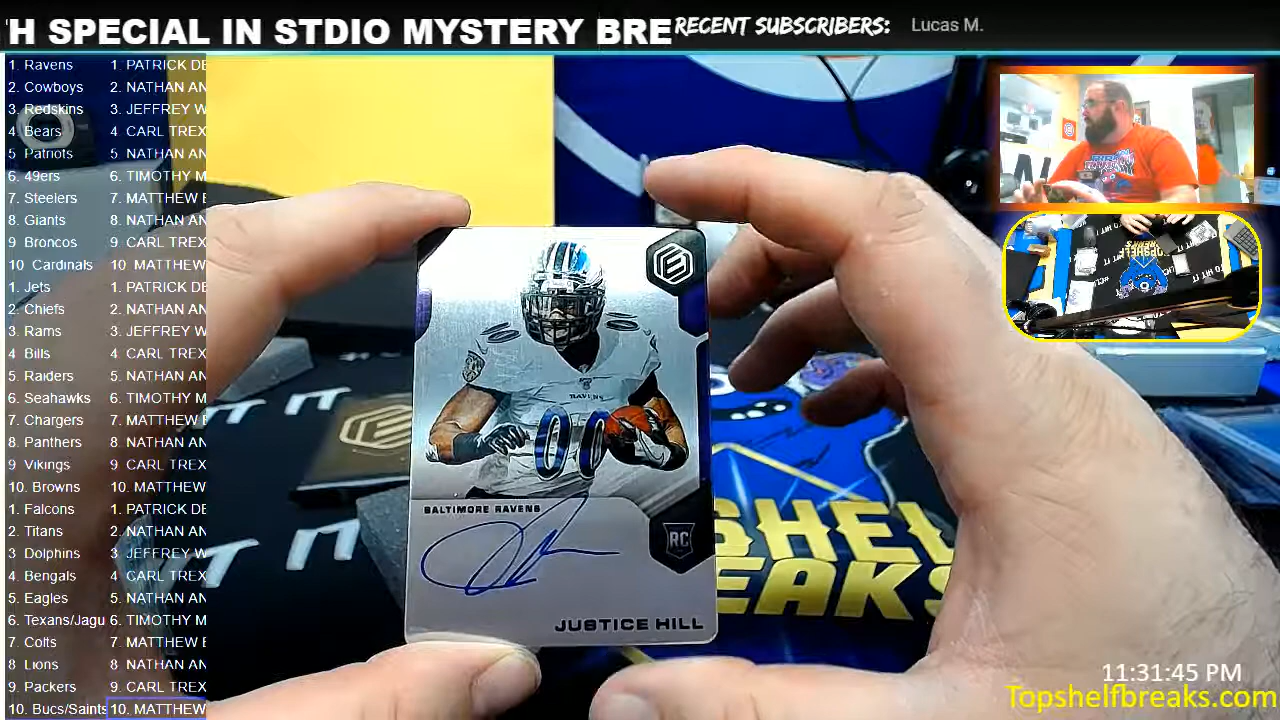 'H SPECIAL IN STDIO MYSTERY BRE
RECENT SUBSCRIBERS:
Lucas M.
1. Ravens 1. PATRICK DE
2. Cowboys 2. NATHAN AN
3. Redskins 3. JEFFREY W
4 Bears 4 CARL TREX
5 Patriots 5 NATHAN AN
6. 49ers 6. TIMOTHY M
7. Steelers 7. MATTHEW E
8. Giants 8. NATHAN AN
9 Broncos 9 CARL TREX
10 Cardinals 10 MATTHEW
1. Jets 1. PATRICK DE
2. Chiefs 2. NATHAN AN
3. Rams 3. JEFFREY W
4 Bills 4 CARL TREX
5. Raiders 5. NATHAN AN
6. Seahawks 6. TIMOTHY M
7. Chargers 7. MATTHEW E
8. Panthers 8. NATHAN AN
9 Vikings 9 CARL TREX
10. Browns 10. MATTHEW
1. Falcons 1. PATRICK DE
2. Titans 2. NATHAN AN
3 Dolphins 3 JEFFREY W
4. Bengals 4 CARL TREX
5. Eagles 5. NATHAN AN
6. Texans/Jagu 6. TIMOTHY M
7. Colts 7. MATTHEW E
8 Lions 8 NATHAN AN
9. Packers 9. CARL TREX
10. Bucs/Saints 10. MATTHEW
RAVENS
00
BALTIMORE RAVENS
RC
JUSTICE HILL
SHEL
EAKS
11:31:45 PM
Topshelfbreaks.com